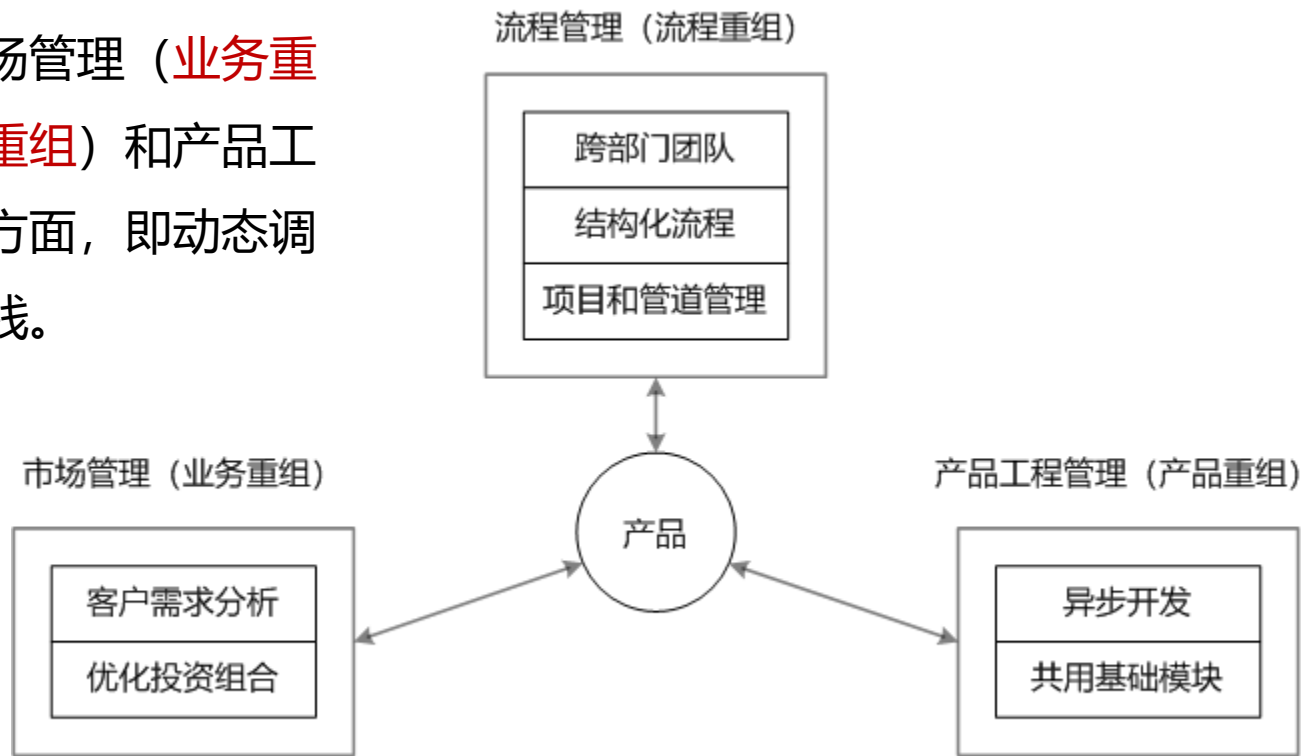 场管理（业务重
重组）和产品工
方面，即动态调
线。
流程管理（流程重组）
跨部门团队
结构化流程
项目和管道管理
市场管理（业务重组）
客户需求分析
优化投资组合
产品
产品工程管理（产品重组）
异步开发
共用基础模块